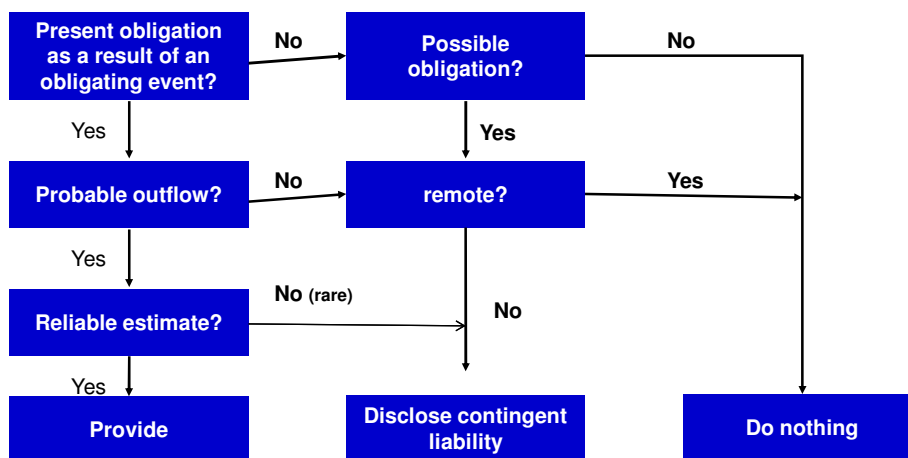 Present obligation
as a result of an
obligating event?
No
Possible
obligation?
No
Yes
Yes
Probable outflow?
No
remote?
Yes
Yes
No (rare)
No
Reliable estimate?
Yes
Provide
Disclose contingent
liability
Do nothing